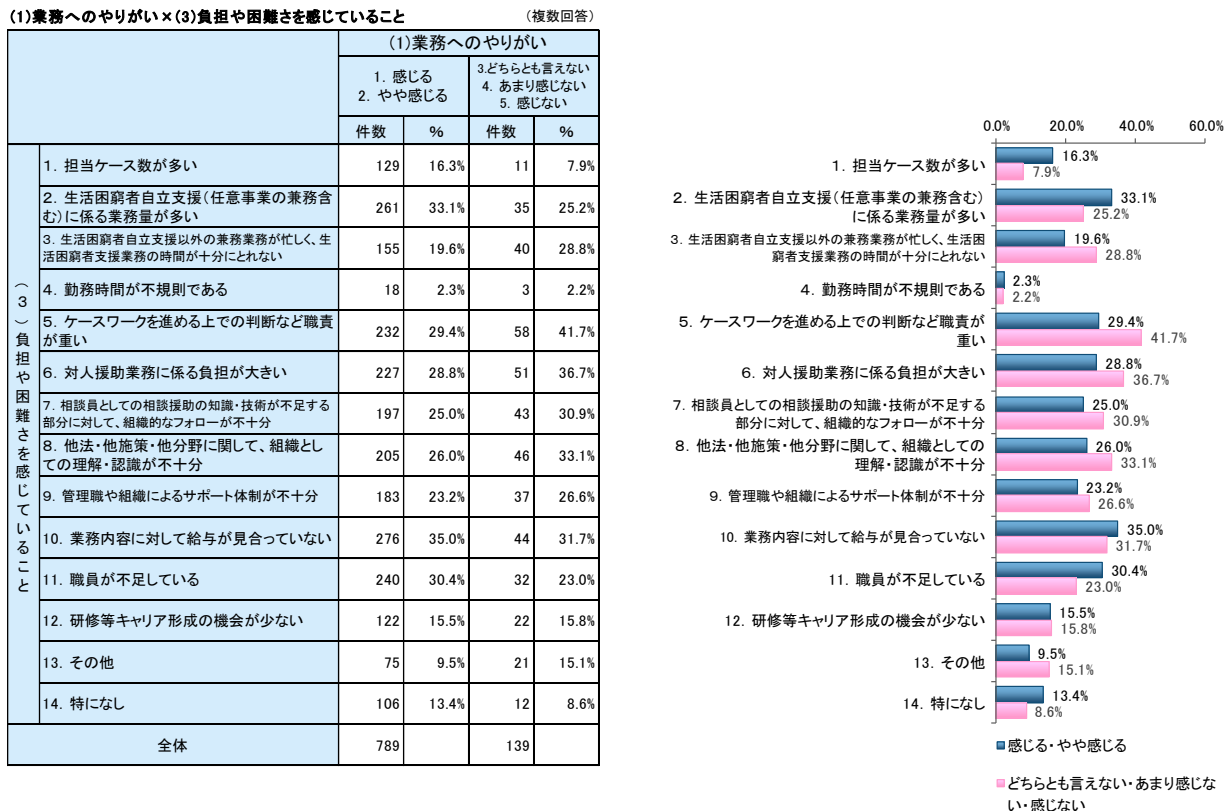 (1)業務へのやりがい×(3)負担や困難さを感じていること
(複数回答)
(1)業務へのやりがい
1. 感じる
2. やや感じる
3.どちらとも言えない
4. あまり感じない
5. 感じない
件数 % 件数 %
(3)負担や困難さを感じていること
1. 担当ケース数が多い 129 16.3% 11 7.9%
2. 生活困窮者自立支援(任意事業の兼務含
む)に係る業務量が多い 261 33.1% 35 25.2%
3. 生活困窮者自立支援以外の兼務業務が忙しく、生
活困窮者支援業務の時間が十分にとれない 155 19.6% 40 28.8%
4. 勤務時間が不規則である 18 2.3% 3 2.2%
5. ケースワークを進める上での判断など職責
が重い 232 29.4% 58 41.7%
6. 対人援助業務に係る負担が大きい 227 28.8% 51 36.7%
7. 相談員としての相談援助の知識・技術が不足する
部分に対して、組織的なフォローが不十分 197 25.0% 43 30.9%
8. 他法・他施策・他分野に関して、組織とし
ての理解・認識が不十分 205 26.0% 46 33.1%
9. 管理職や組織によるサポート体制が不十分 183 23.2% 37 26.6%
10. 業務内容に対して給与が見合っていない 276 35.0% 44 31.7%
11. 職員が不足している 240 30.4% 32 23.0%
12. 研修等キャリア形成の機会が少ない 122 15.5% 22 15.8%
13. その他 75 9.5% 21 15.1%
14. 特になし 106 13.4% 12 8.6%
全体 789 139
0.0% 20.0% 40.0% 60.0%
1. 担当ケース数が多い
16.3%
7.9%
2. 生活困窮者自立支援(任意事業の兼務含む)
に係る業務量が多い
33.1%
25.2%
3. 生活困窮者自立支援以外の兼務業務が忙しく、生活困
窮者支援業務の時間が十分にとれない
19.6%
28.8%
4. 勤務時間が不規則である
2.3%
2.2%
5. ケースワークを進める上での判断など職責が
重い
29.4%
41.7%
6. 対人援助業務に係る負担が大きい
28.8%
36.7%
7. 相談員としての相談援助の知識・技術が不足する
部分に対して、組織的なフォローが不十分
25.0%
30.9%
8. 他法・他施策・他分野に関して、組織としての
理解・認識が不十分
26.0%
33.1%
9. 管理職や組織によるサポート体制が不十分
23.2%
26.6%
10. 業務内容に対して給与が見合っていない
35.0%
31.7%
11. 職員が不足している
30.4%
23.0%
12. 研修等キャリア形成の機会が少ない
15.5%
15.8%
13. その他
9.5%
15.1%
14. 特になし
13.4%
8.6%
感じる・やや感じる
どちらとも言えない・あまり感じな
い・感じない